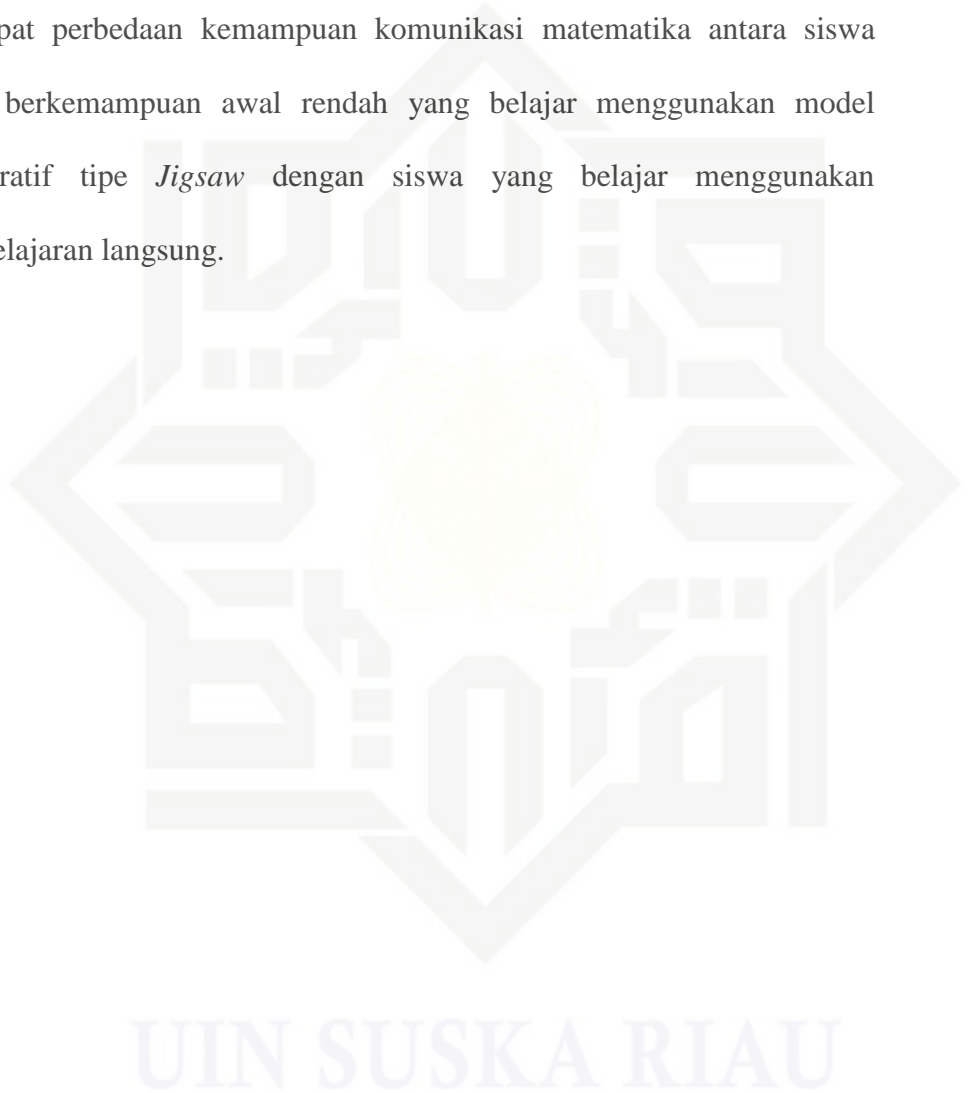 pat perbedaan kemampuan komunikasi matematika antara siswa
berkemampuan awal rendah yang belajar menggunakan model
ratif tipe Jigsaw dengan siswa yang belajar menggunakan
elajaran langsung.
UIN SUSKA RIAU